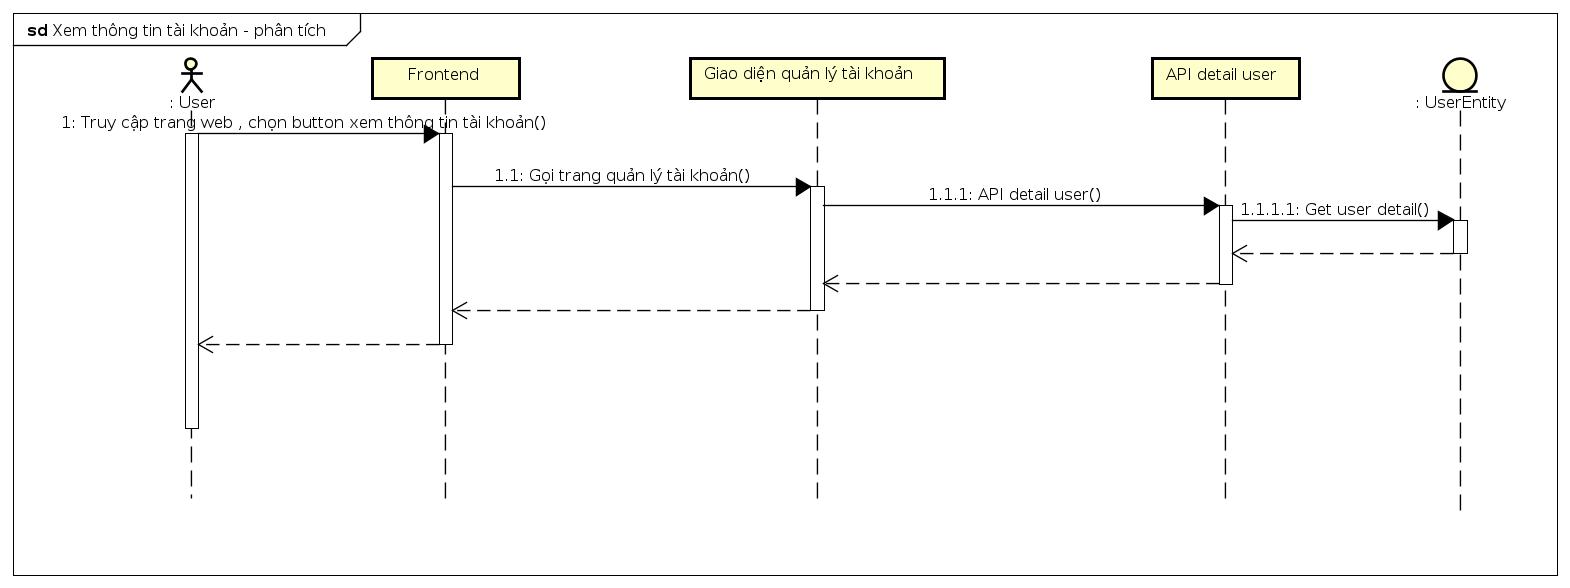 sd Xem thông tin tài khoản - phân tích
Frontend
Giao diện quản lý tài khoản
API detail user
: User
: UserEntity
1: Truy cập trang web , chọn button xem thông tin tài khoản()
1.1: Gọi trang quản lý tài khoản()
1.1.1: API detail user()
1.1.1.1: Get user detail()